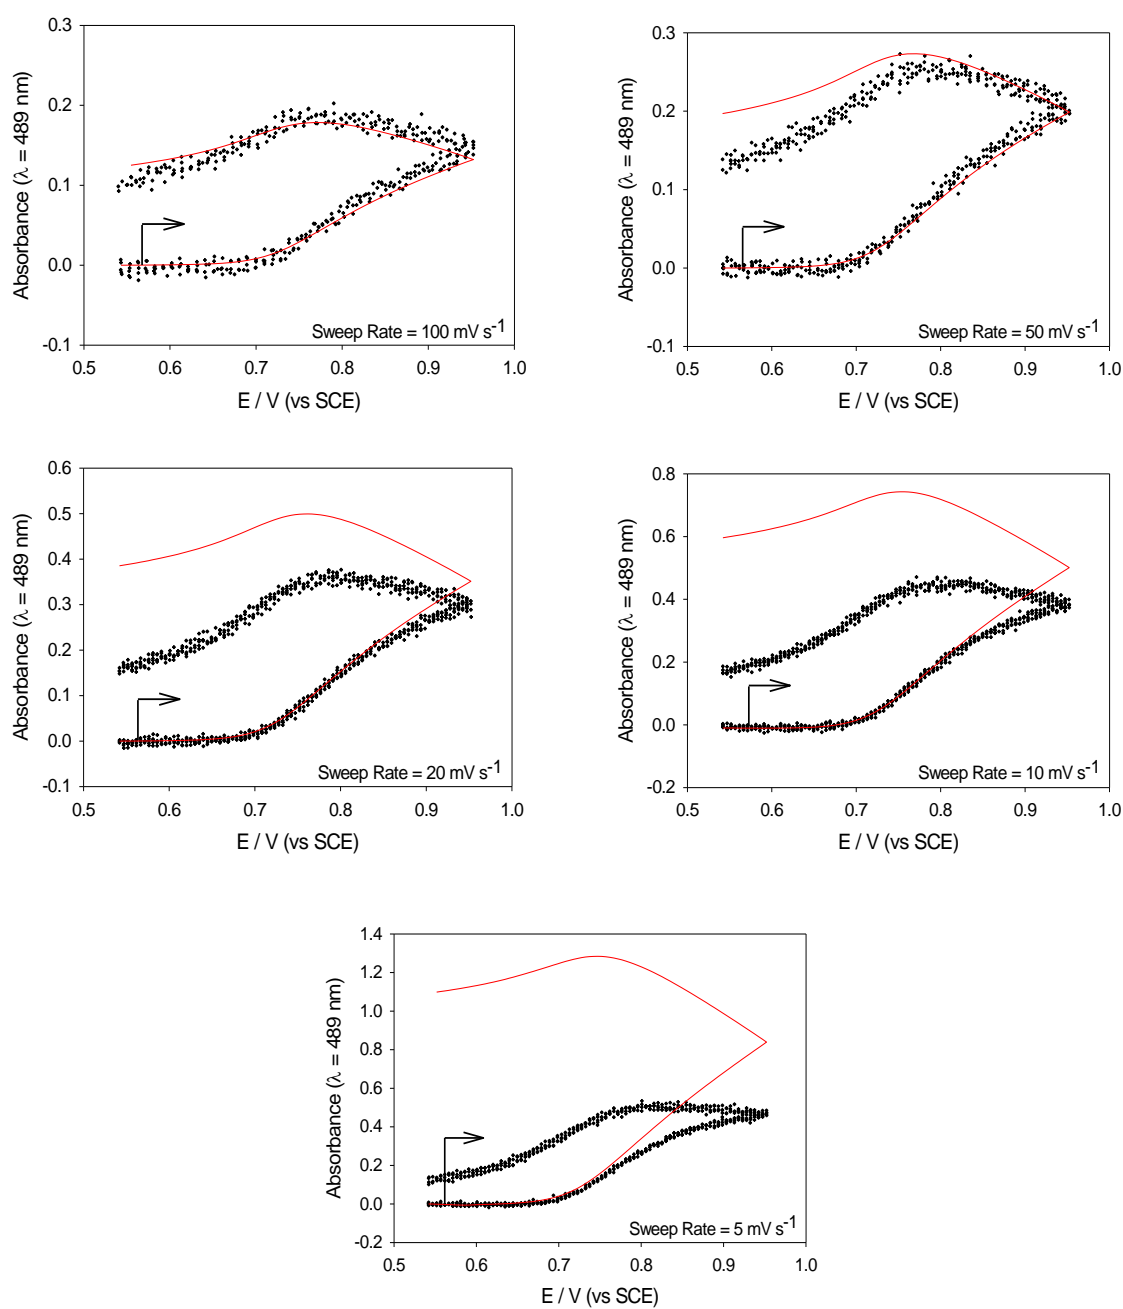 0.3
0.2
0.1
0.0
-0.1
Absorbance (λ = 489 nm)
Sweep Rate = 100 mV s-1
0.5 0.6 0.7 0.8 0.9 1.0
E / V (vs SCE)
0.3
0.2
0.1
0.0
-0.1
Absorbance (λ = 489 nm)
Sweep Rate = 50 mV s-1
0.5 0.6 0.7 0.8 0.9 1.0
E / V (vs SCE)
0.6
0.5
0.4
0.3
0.2
0.1
0.0
-0.1
Absorbance (λ = 489 nm)
Sweep Rate = 20 mV s-1
0.5 0.6 0.7 0.8 0.9 1.0
E / V (vs SCE)
0.8
0.6
0.4
0.2
0.0
-0.2
Absorbance (λ = 489 nm)
Sweep Rate = 10 mV s-1
0.5 0.6 0.7 0.8 0.9 1.0
E / V (vs SCE)
1.4
1.2
1.0
0.8
0.6
0.4
0.2
0.0
-0.2
Absorbance (λ = 489 nm)
Sweep Rate = 5 mV s-1
0.5 0.6 0.7 0.8 0.9 1.0
E / V (vs SCE)